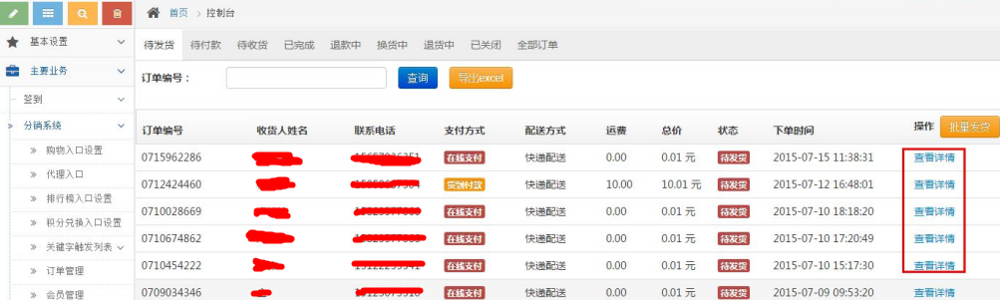 首页 > 控制台
基本设置
主要业务
签到
分销系统
购物入口设置
代理入口
排行榜入口设置
积分兑换入口设置
关键字触发列表
订单管理
会员管理
待发货 待付款 待收货 已完成 退款中 换货中 退货中 已关闭 全部订单
订单编号： 查询 导出excel
订单编号 收货人姓名 联系电话 支付方式 配送方式 运费 总价 状态 下单时间 操作 批量发货
0715962286 在线支付 快递配送 0.00 0.01 元 待发货 2015-07-15 11:38:31 查看详情
0712424460 货到付款 快递配送 10.00 10.01 元 待发货 2015-07-12 16:48:01 查看详情
0710028669 在线支付 快递配送 0.00 0.01 元 待发货 2015-07-10 18:18:20 查看详情
0710674862 在线支付 快递配送 0.00 0.01 元 待发货 2015-07-10 17:20:49 查看详情
0710454222 在线支付 快递配送 0.00 0.01 元 待发货 2015-07-10 15:17:30 查看详情
0709034346 在线支付 快递配送 0.00 0.01 元 待发货 2015-07-09 09:53:20 查看详情